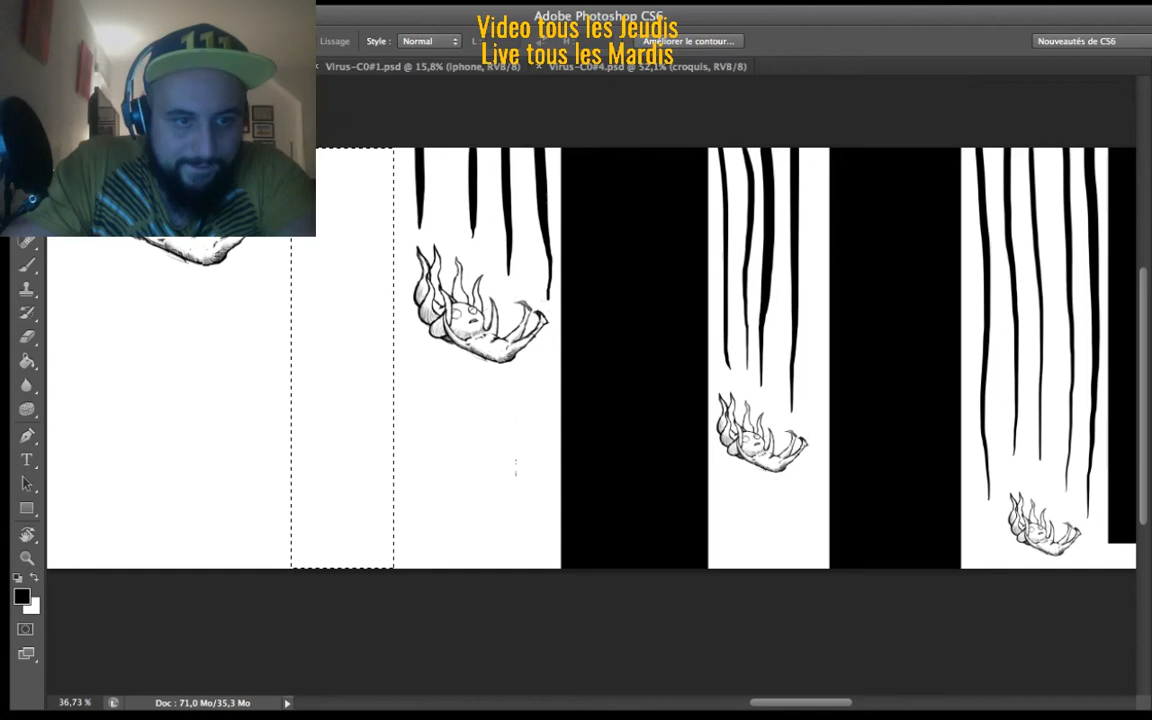 Adobe Photoshop CS6
Video tous les Jeudis
Live tous les Mardis
Lissage
Style :
Normal
Améliorer le contour...
Nouveautés de CS6
Virus-C0#1.psd @ 15,8% (iphone, RVB/8)
Virus-C0#4.psd @ 52,1% (croquis, RVB/8)
111
36,73 %
Doc : 71,0 Mo/35,3 Mo